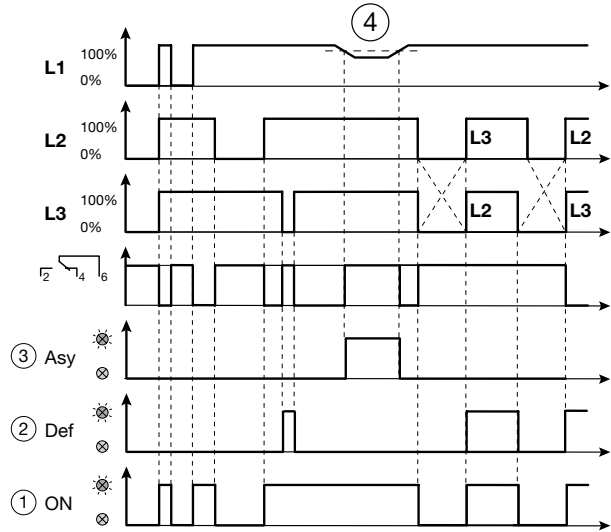 ④
L1 100%
0%
L2 100%
0%
L3 L2
L3 100%
0%
L2 L3
2 4 6
③ Asy
② Def
① ON